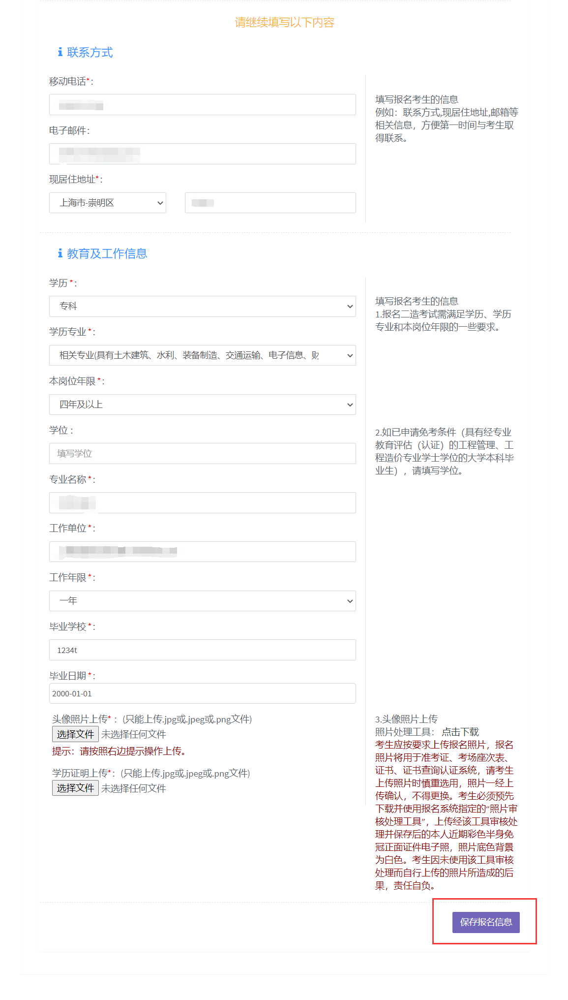 请继续填写以下内容
联系方式
移动电话*：
填写报名考生的信息
例如：联系方式,现居住地址,邮箱等
相关信息，方便第一时间与考生取
得联系。
电子邮件：
现居住地址*：
上海市-崇明区
教育及工作信息
学历 *：
专科
填写报名考生的信息
1.报名二造考试需满足学历、学历
专业和本岗位年限的一些要求。
学历专业 *：
相关专业(具有土木建筑、水利、装备制造、交通运输、电子信息、财
本岗位年限 *：
四年及以上
学位：
填写学位
2.如已申请免考条件（具有经专业
教育评估（认证）的工程管理、工
程造价专业学士学位的大学本科毕
业生），请填写学位。
专业名称 *：
工作单位 *：
工作年限 *：
一年
毕业学校 *：
1234t
毕业日期 *：
2000-01-01
头像照片上传*：(只能上传.jpg或.jpeg或.png文件)
选择文件 未选择任何文件
提示：请按照右边提示操作上传。
学历证明上传*：(只能上传.jpg或.jpeg或.png文件)
选择文件 未选择任何文件
3.头像照片上传
照片处理工具： 点击下载
考生应按要求上传报名照片，报名
照片将用于准考证、考场座次表、
证书、证书查询认证系统，请考生
上传照片时慎重选用，照片一经上
传确认，不得更换。考生必须预先
下载并使用报名系统指定的“照片审
核处理工具”，上传经该工具审核处
理并保存后的本人近期彩色半身免
冠正面证件电子照，照片底色背景
为白色。考生因未使用该工具审核
处理而自行上传的照片所造成的后
果，责任自负。
保存报名信息